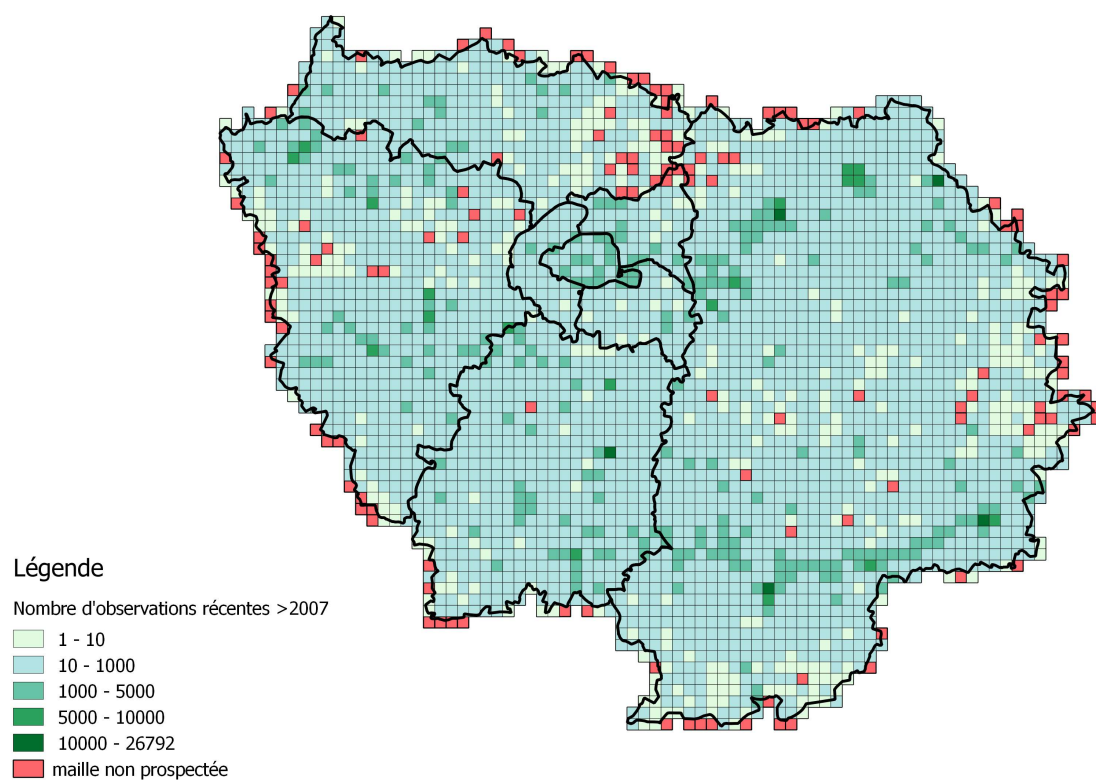 Légende
Nombre d'observations récentes >2007
1 - 10
10 - 1000
1000 - 5000
5000 - 10000
10000 - 26792
maille non prospectée